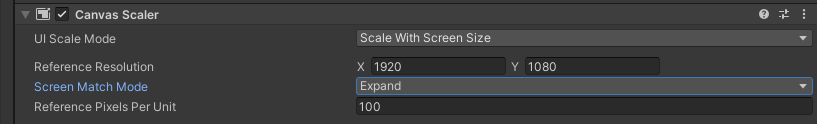 Canvas Scaler
UI Scale Mode Scale With Screen Size
Reference Resolution X 1920 Y 1080
Screen Match Mode Expand
Reference Pixels Per Unit 100